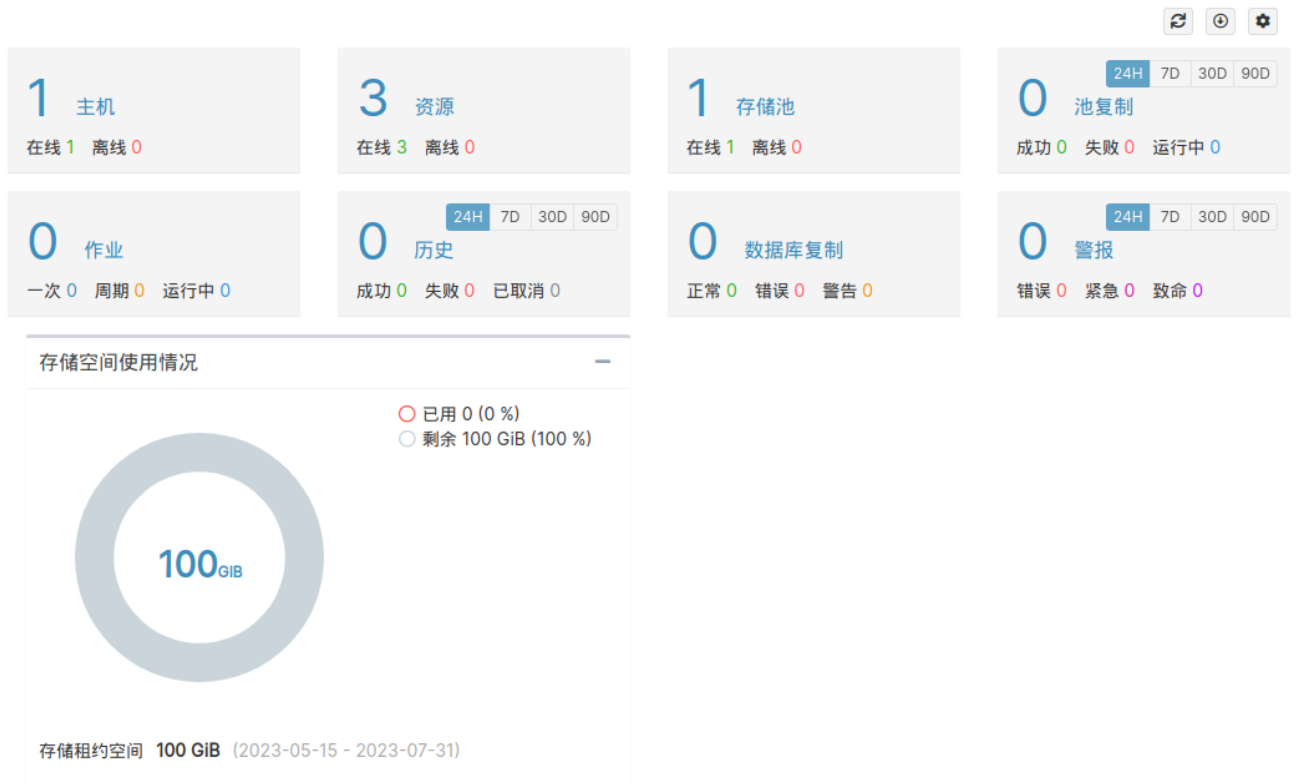 24H 7D 30D 90D
1 主机
3 资源
1 存储池
0 池复制
在线 1 离线 0
在线 3 离线 0
在线 1 离线 0
成功 0 失败 0 运行中 0
24H 7D 30D 90D
24H 7D 30D 90D
0 作业
0 历史
0 数据库复制
0 警报
一次 0 周期 0 运行中 0
成功 0 失败 0 已取消 0
正常 0 错误 0 警告 0
错误 0 紧急 0 致命 0
存储空间使用情况
已用 0 (0 %)
剩余 100 GiB (100 %)
100GIB
存储租约空间 100 GiB (2023-05-15 - 2023-07-31)